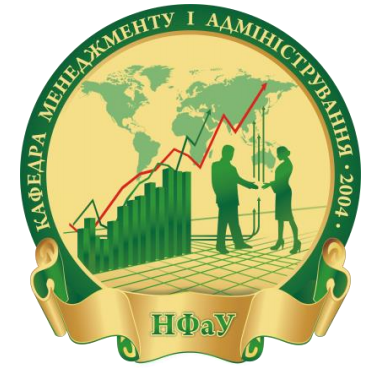 КАФЕДРА МЕНЕДЖМЕНТУ І АДМІНІСТРУВАННЯ · 2004 ·
НФаУ